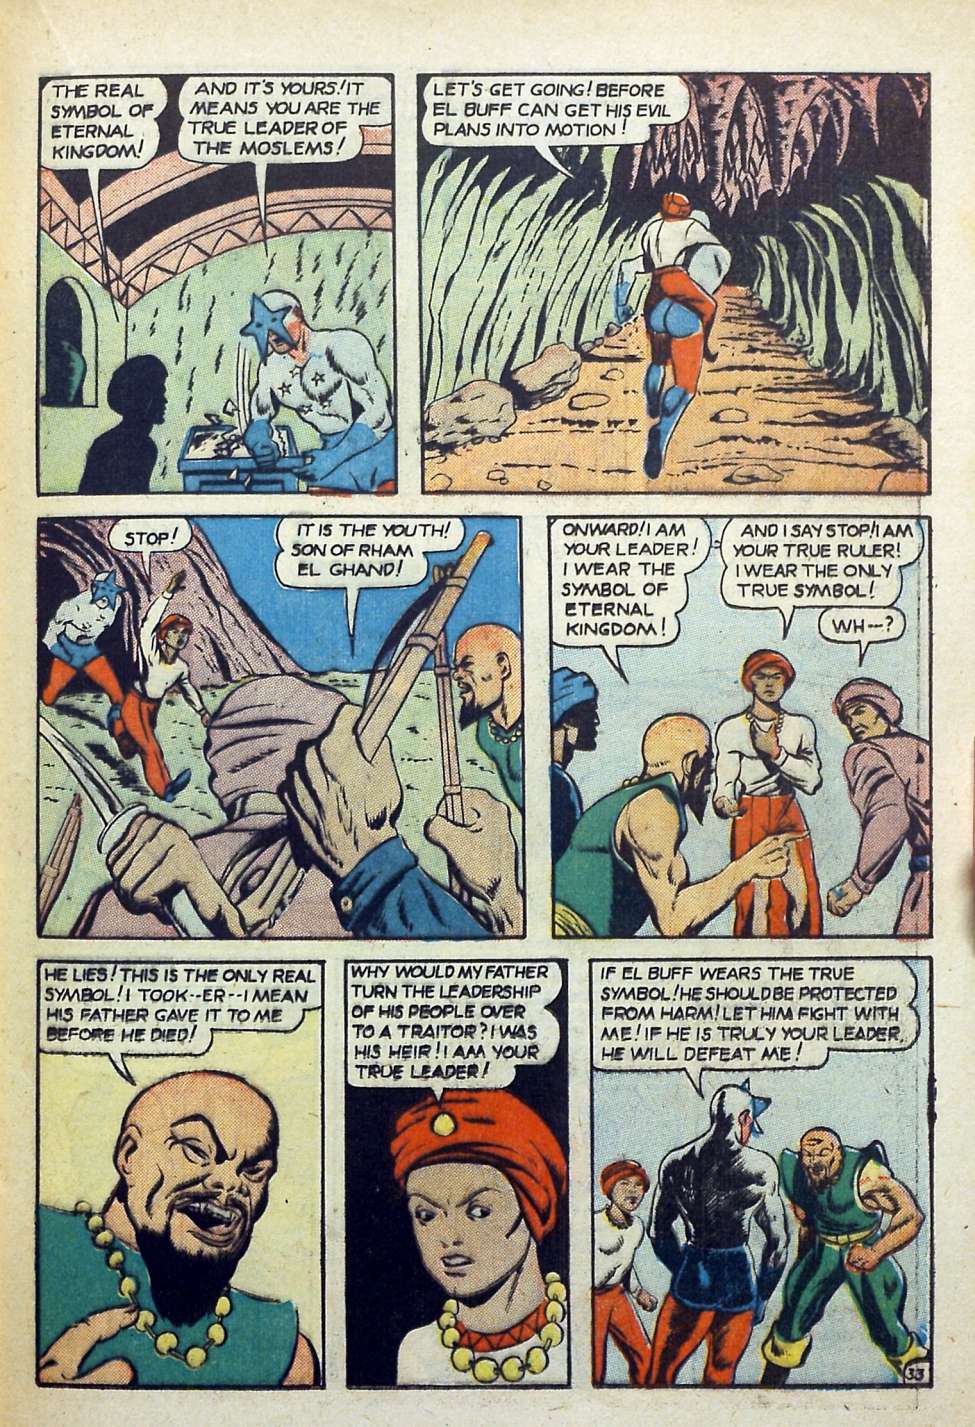 THE REAL
SYMBOL OF
ETERNAL
KINGDOM!
AND IT'S YOURS! IT
MEANS YOU ARE THE
TRUE LEADER OF
THE MOSLEMS!
LET'S GET GOING! BEFORE
EL BUFF CAN GET HIS EVIL
PLANS INTO MOTION!
STOP!
IT IS THE YOUTH!
SON OF RHAM
EL GHAND!
ONWARD! I AM
YOUR LEADER!
I WEAR THE
SYMBOL OF
ETERNAL
KINGDOM!
AND I SAY STOP! I AM
YOUR TRUE RULER!
I WEAR THE ONLY
TRUE SYMBOL!
WH--?
HE LIES! THIS IS THE ONLY REAL
SYMBOL! I TOOK--ER--I MEAN
HIS FATHER GAVE IT TO ME
BEFORE HE DIED!
WHY WOULD MY FATHER
TURN THE LEADERSHIP
OF HIS PEOPLE OVER
TO A TRAITOR? I WAS
HIS HEIR! I AM YOUR
TRUE LEADER!
IF EL BUFF WEARS THE TRUE
SYMBOL! HE SHOULD BE PROTECTED
FROM HARM! LET HIM FIGHT WITH
ME! IF HE IS TRULY YOUR LEADER,
HE WILL DEFEAT ME!
33